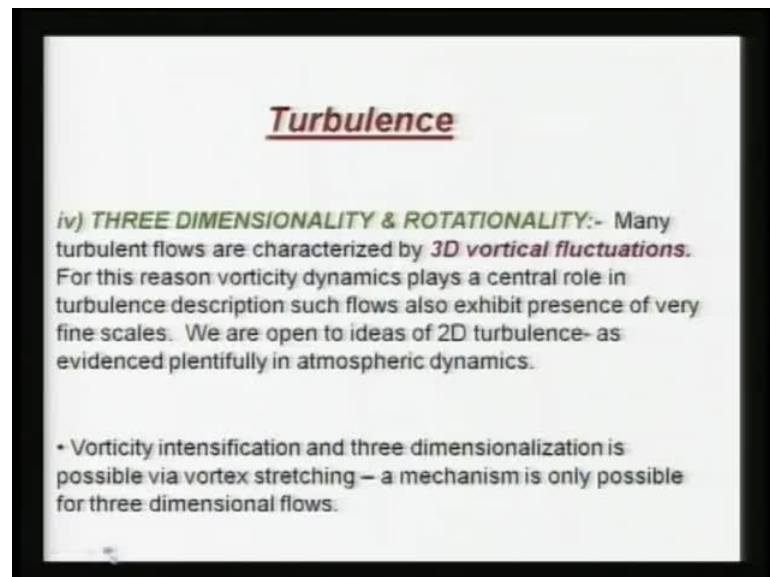 Turbulence
iv) THREE DIMENSIONALITY & ROTATIONALITY:- Many
turbulent flows are characterized by 3D vortical fluctuations.
For this reason vorticity dynamics plays a central role in
turbulence description such flows also exhibit presence of very
fine scales. We are open to ideas of 2D turbulence- as
evidenced plentifully in atmospheric dynamics.
• Vorticity intensification and three dimensionalization is
possible via vortex stretching – a mechanism is only possible
for three dimensional flows.